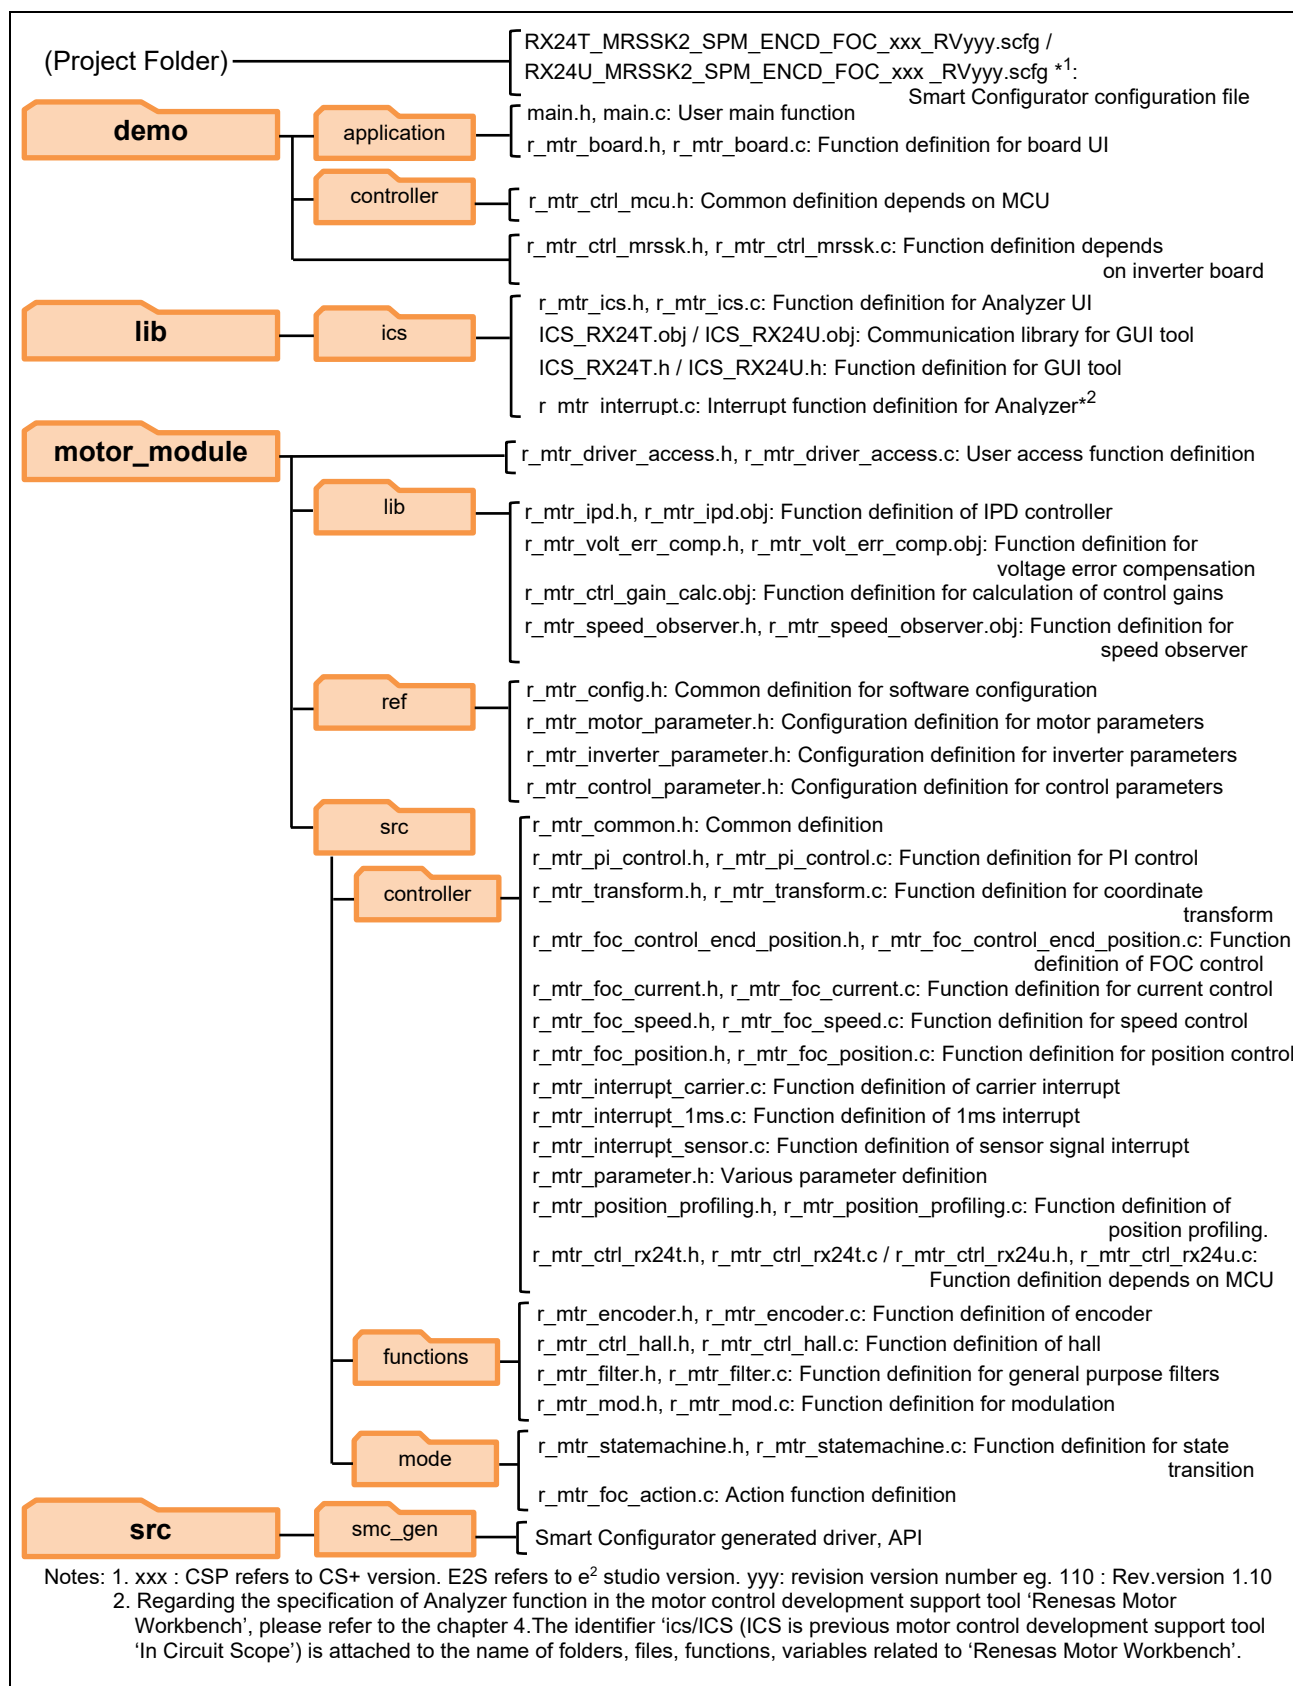 (Project Folder)
RX24T_MRSSK2_SPM_ENCD_FOC_xxx_RVyyy.scfg /
RX24U_MRSSK2_SPM_ENCD_FOC_xxx _RVyyy.scfg *1:
Smart Configurator configuration file
demo
application
main.h, main.c: User main function
r_mtr_board.h, r_mtr_board.c: Function definition for board UI
controller
r_mtr_ctrl_mcu.h: Common definition depends on MCU
r_mtr_ctrl_mrssk.h, r_mtr_ctrl_mrssk.c: Function definition depends
on inverter board
lib
ics
r_mtr_ics.h, r_mtr_ics.c: Function definition for Analyzer UI
ICS_RX24T.obj / ICS_RX24U.obj: Communication library for GUI tool
ICS_RX24T.h / ICS_RX24U.h: Function definition for GUI tool
r_mtr_interrupt.c: Interrupt function definition for Analyzer*2
motor_module
r_mtr_driver_access.h, r_mtr_driver_access.c: User access function definition
lib
r_mtr_ipd.h, r_mtr_ipd.obj: Function definition of IPD controller
r_mtr_volt_err_comp.h, r_mtr_volt_err_comp.obj: Function definition for
voltage error compensation
r_mtr_ctrl_gain_calc.obj: Function definition for calculation of control gains
r_mtr_speed_observer.h, r_mtr_speed_observer.obj: Function definition for
speed observer
ref
r_mtr_config.h: Common definition for software configuration
r_mtr_motor_parameter.h: Configuration definition for motor parameters
r_mtr_inverter_parameter.h: Configuration definition for inverter parameters
r_mtr_control_parameter.h: Configuration definition for control parameters
src
controller
r_mtr_common.h: Common definition
r_mtr_pi_control.h, r_mtr_pi_control.c: Function definition for PI control
r_mtr_transform.h, r_mtr_transform.c: Function definition for coordinate
transform
r_mtr_foc_control_encd_position.h, r_mtr_foc_control_encd_position.c: Function
definition of FOC control
r_mtr_foc_current.h, r_mtr_foc_current.c: Function definition for current control
r_mtr_foc_speed.h, r_mtr_foc_speed.c: Function definition for speed control
r_mtr_foc_position.h, r_mtr_foc_position.c: Function definition for position control
r_mtr_interrupt_carrier.c: Function definition of carrier interrupt
r_mtr_interrupt_1ms.c: Function definition of 1ms interrupt
r_mtr_interrupt_sensor.c: Function definition of sensor signal interrupt
r_mtr_parameter.h: Various parameter definition
r_mtr_position_profiling.h, r_mtr_position_profiling.c: Function definition of
position profiling.
r_mtr_ctrl_rx24t.h, r_mtr_ctrl_rx24t.c / r_mtr_ctrl_rx24u.h, r_mtr_ctrl_rx24u.c:
Function definition depends on MCU
functions
r_mtr_encoder.h, r_mtr_encoder.c: Function definition of encoder
r_mtr_ctrl_hall.h, r_mtr_ctrl_hall.c: Function definition of hall
r_mtr_filter.h, r_mtr_filter.c: Function definition for general purpose filters
r_mtr_mod.h, r_mtr_mod.c: Function definition for modulation
mode
r_mtr_statemachine.h, r_mtr_statemachine.c: Function definition for state
transition
r_mtr_foc_action.c: Action function definition
src
smc_gen
Smart Configurator generated driver, API
Notes: 1. xxx : CSP refers to CS+ version. E2S refers to e2 studio version. yyy: revision version number eg. 110 : Rev.version 1.10
2. Regarding the specification of Analyzer function in the motor control development support tool ‘Renesas Motor
Workbench’, please refer to the chapter 4.The identifier ‘ics/ICS (ICS is previous motor control development support tool
‘In Circuit Scope’) is attached to the name of folders, files, functions, variables related to ‘Renesas Motor Workbench’.